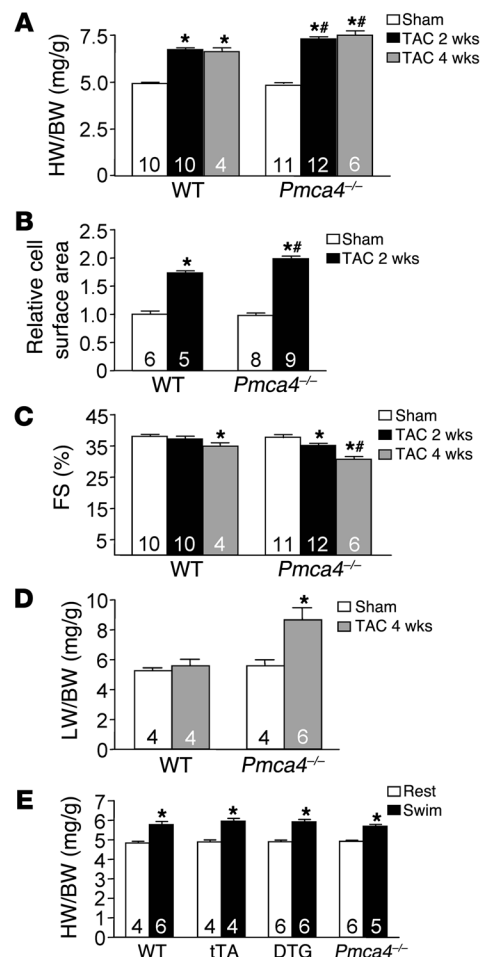 A
HW/BW (mg/g)
7.5
5.0
2.5
0
* *
*# *#
10 10 4 11 12 6
WT Pmca4–/–
Sham
TAC 2 wks
TAC 4 wks
B
Relative cell
surface area
2.5
2.0
1.5
1.0
0.5
0
* *#
6 5 8 9
WT Pmca4–/–
Sham
TAC 2 wks
C
FS (%)
45
35
25
15
5
* * *#
10 10 4 11 12 6
WT Pmca4–/–
Sham
TAC 2 wks
TAC 4 wks
D
LW/BW (mg/g)
10
8
6
4
2
0
*
4 4 4 6
WT Pmca4–/–
Sham
TAC 4 wks
E
HW/BW (mg/g)
7
6
5
4
3
2
1
0
* * * *
4 6 4 4 6 6 6 5
WT tTA DTG Pmca4–/–
Rest
Swim